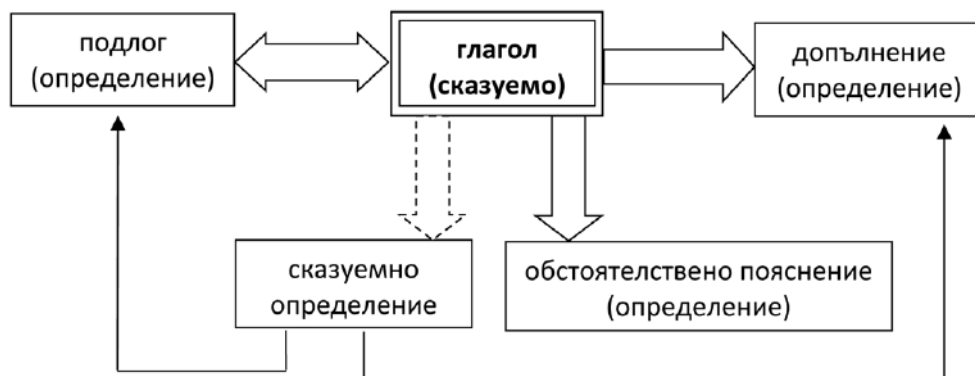 подлог
(определение)
глагол
(сказуемо)
допълнение
(определение)
сказуемно
определение
обстоятелствено пояснение
(определение)